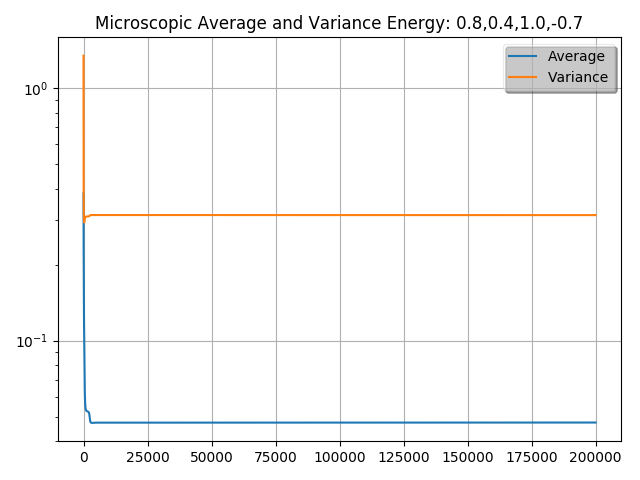 Microscopic Average and Variance Energy: 0.8,0.4,1.0,-0.7
Average
Variance
10⁰
10⁻¹
0 25000 50000 75000 100000 125000 150000 175000 200000